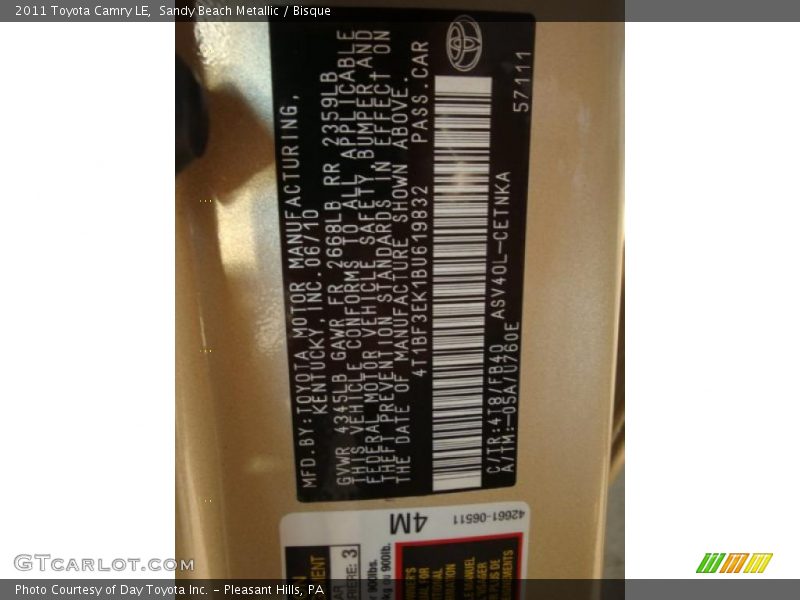 2011 Toyota Camry LE, Sandy Beach Metallic / Bisque
MFD.BY:TOYOTA MOTOR MANUFACTURING,
KENTUCKY, INC. 06/10
GVWR 4345LB GAWR FR 2668LB RR 2359LB
THIS VEHICLE CONFORMS TO ALL APPLICABLE
FEDERAL MOTOR VEHICLE SAFETY, BUMPER AND
THEFT PREVENTION STANDARDS IN EFFECT ON
THE DATE OF MANUFACTURE SHOWN ABOVE.
4T1BF3EK1BU619832 PASS.CAR
C/TR:4T8/FB40 ASV40L-CETNKA
A/TM:-05A/U760E
57111
42661-06511
4M
3
GTcarlot.com
Photo Courtesy of Day Toyota Inc. - Pleasant Hills, PA